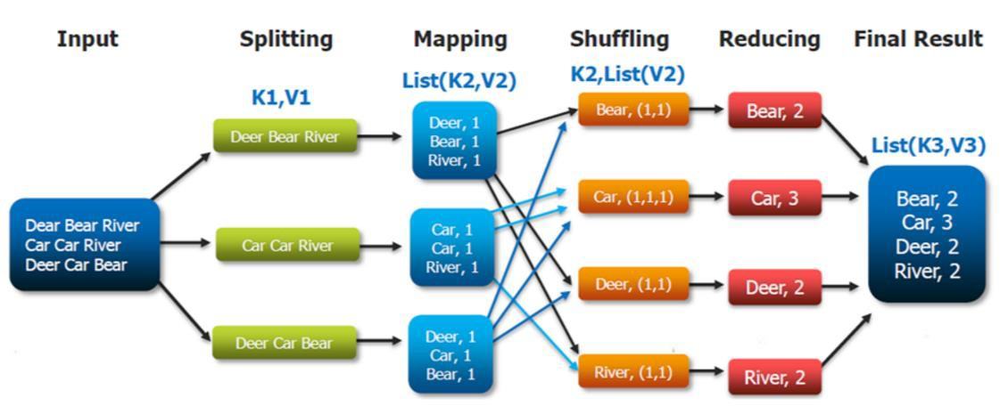 Input
Splitting
Mapping
Shuffling
Reducing
Final Result
K1,V1
List(K2,V2)
K2,List(V2)
List(K3,V3)
Dear Bear River
Car Car River
Deer Car Bear
Deer Bear River
Car Car River
Deer Car Bear
Deer, 1
Bear, 1
River, 1
Car, 1
Car, 1
River, 1
Deer, 1
Car, 1
Bear, 1
Bear, (1,1)
Car, (1,1,1)
Deer, (1,1)
River, (1,1)
Bear, 2
Car, 3
Deer, 2
River, 2
Bear, 2
Car, 3
Deer, 2
River, 2